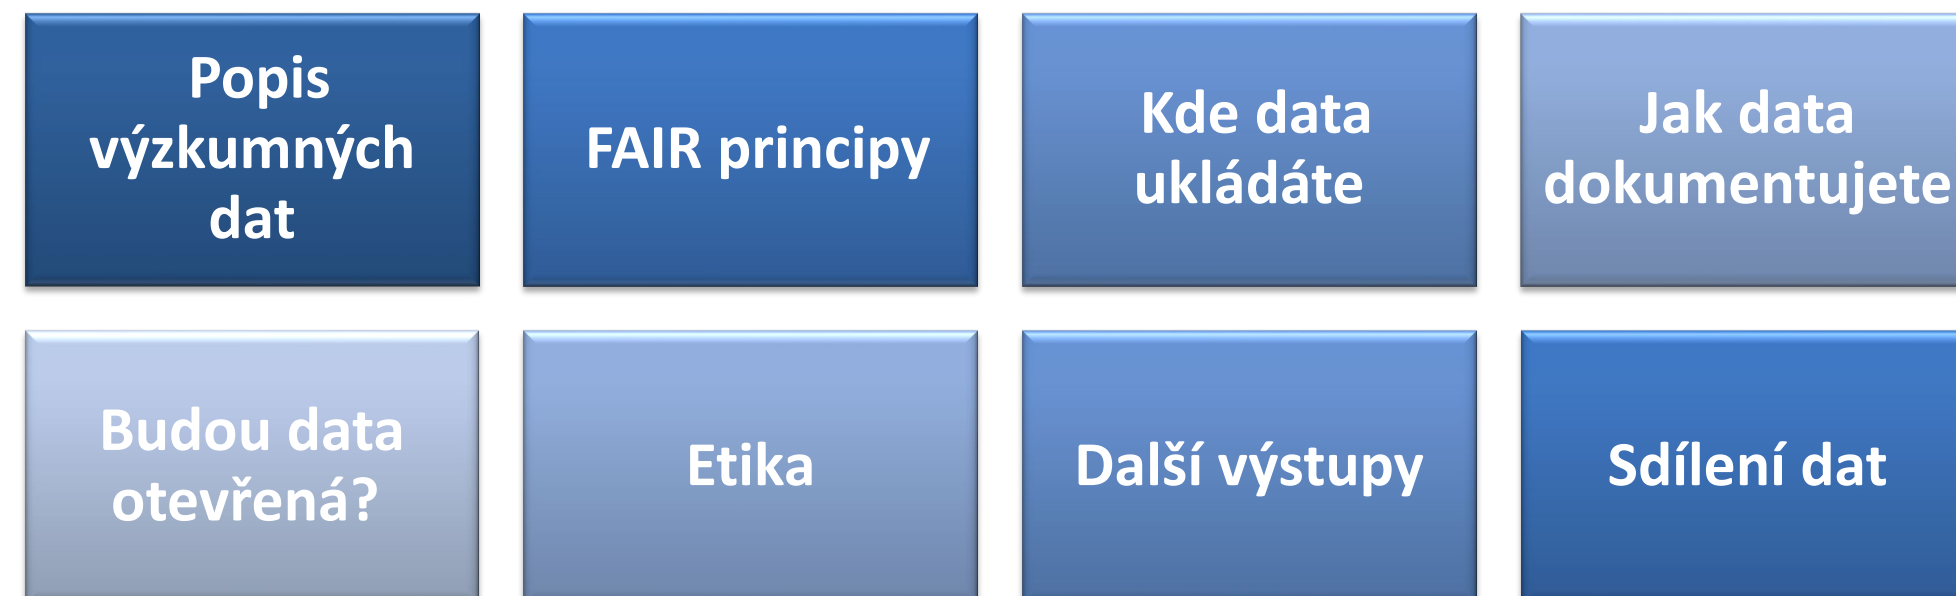 Popis
výzkumných
dat
FAIR principy
Kde data
ukládáte
Jak data
dokumentujete
Budou data
otevřená?
Etika
Další výstupy
Sdílení dat